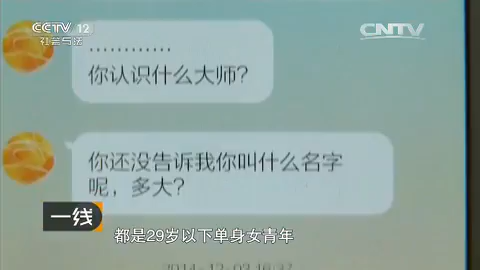 CCTV 12
社会与法
CNTV
............
你认识什么大师?
你还没告诉我你叫什么名字
呢，多大?
一线
都是29岁以下单身女青年